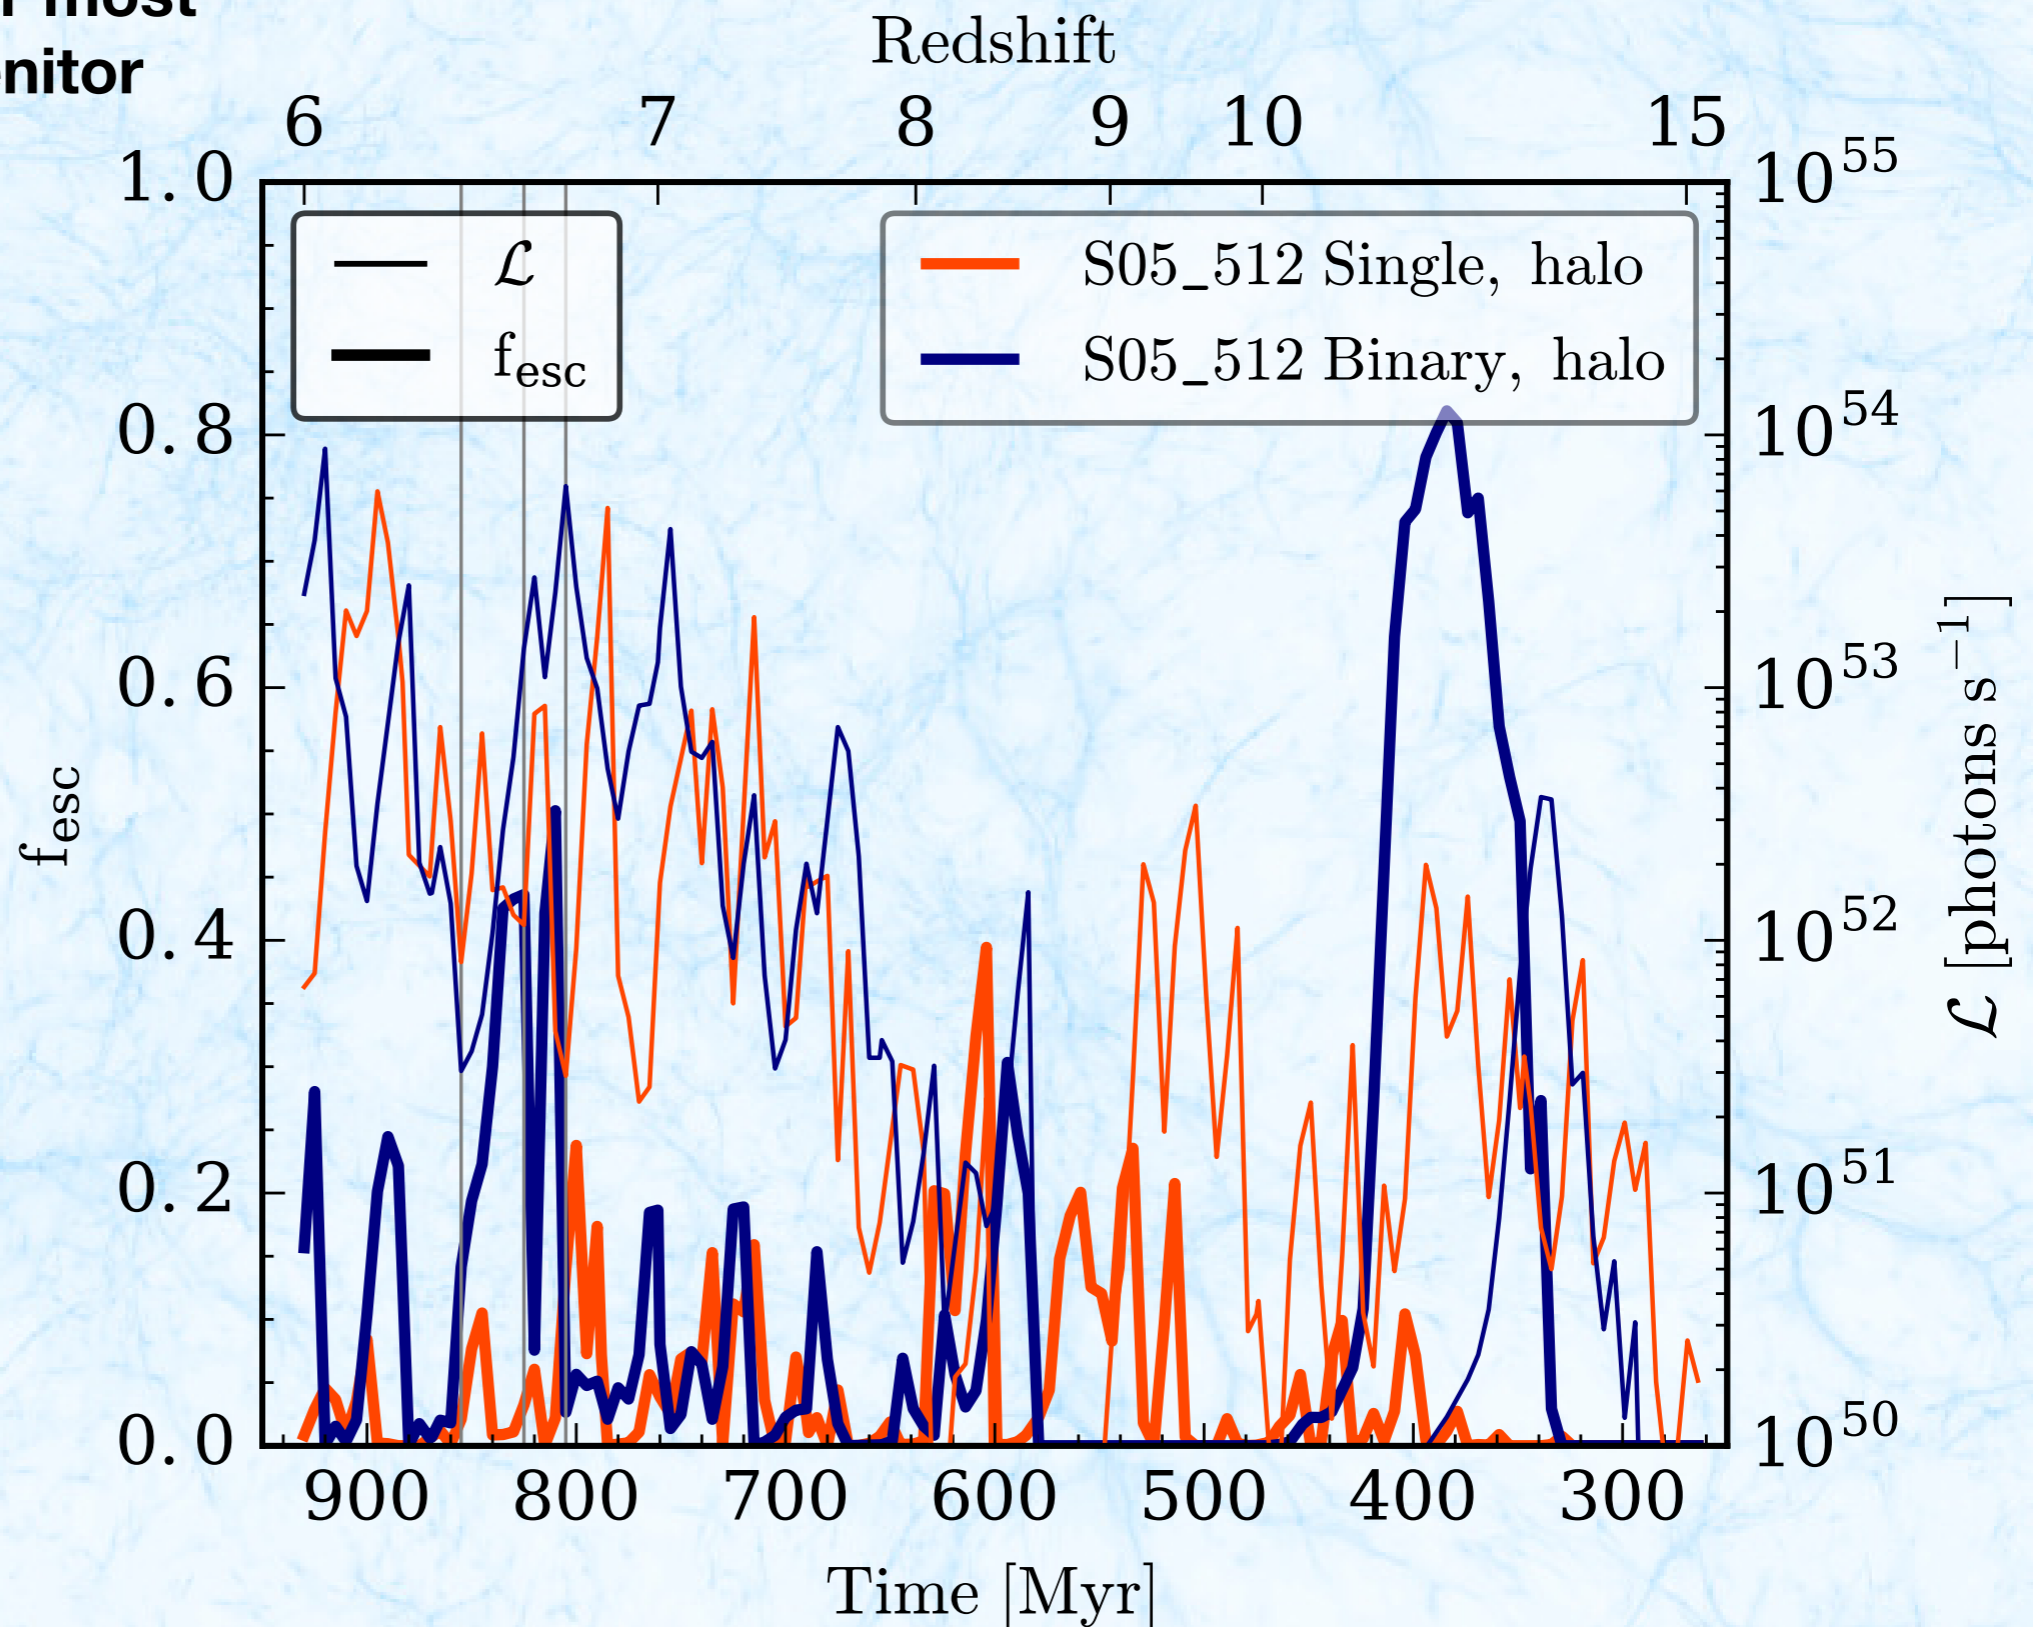 enitor
Redshift
6 7 8 9 10 15
1.0
0.8
0.6
0.4
0.2
0.0
f_esc
ℒ
f_esc
S05_512 Single, halo
S05_512 Binary, halo
10^55
10^54
10^53
10^52
10^51
10^50
ℒ [photons s^−1]
900 800 700 600 500 400 300
Time [Myr]